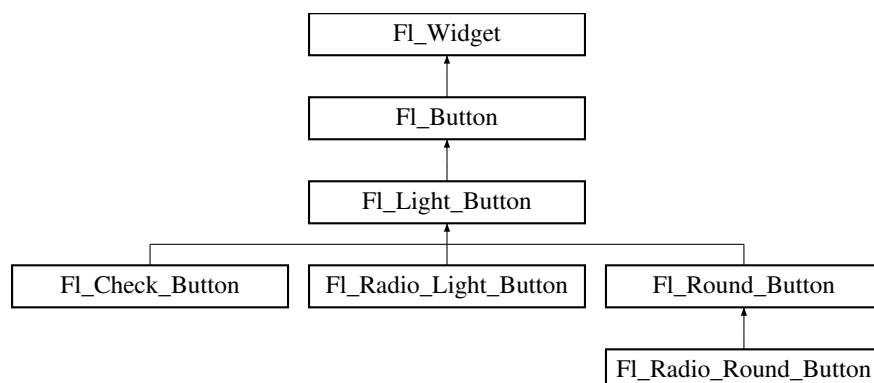 Fl_Widget
Fl_Button
Fl_Light_Button
Fl_Check_Button
Fl_Radio_Light_Button
Fl_Round_Button
Fl_Radio_Round_Button